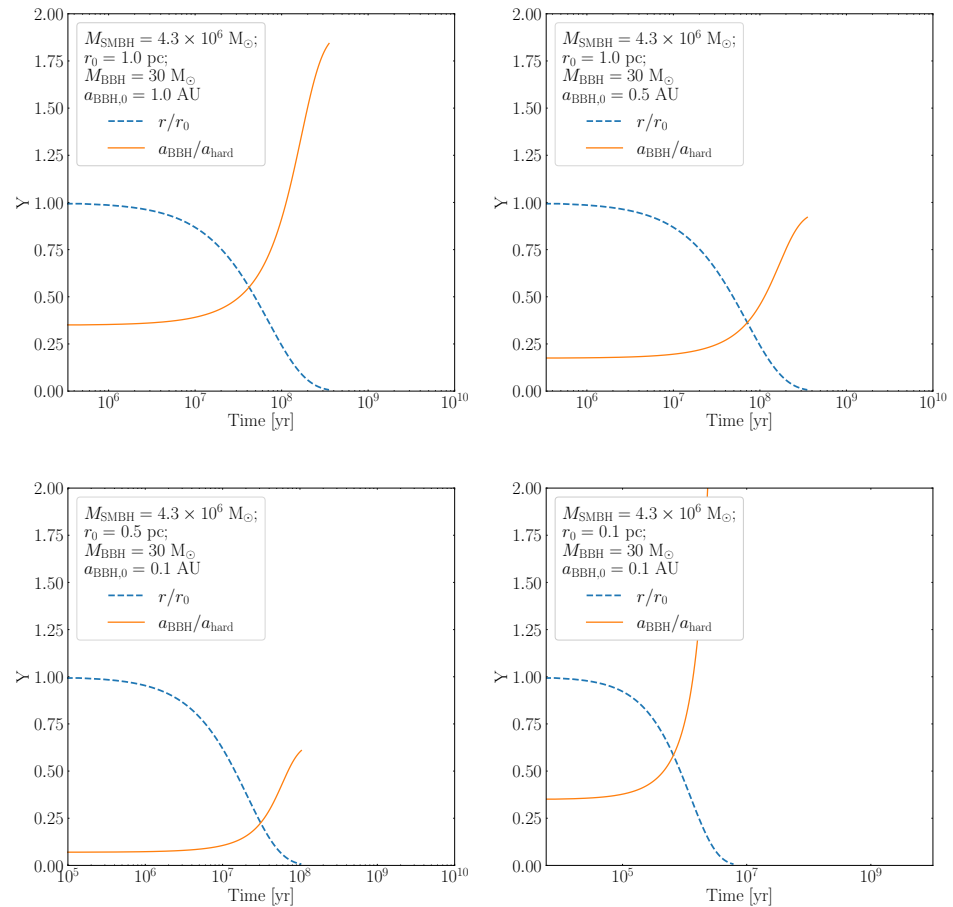 M_SMBH = 4.3 × 10^6 M_⊙;
r_0 = 1.0 pc;
M_BBH = 30 M_⊙
a_BBH,0 = 1.0 AU
r/r_0
a_BBH/a_hard
2.00
1.75
1.50
1.25
1.00
0.75
0.50
0.25
0.00
Y
10^6 10^7 10^8 10^9 10^10
Time [yr]
M_SMBH = 4.3 × 10^6 M_⊙;
r_0 = 1.0 pc;
M_BBH = 30 M_⊙
a_BBH,0 = 0.5 AU
r/r_0
a_BBH/a_hard
2.00
1.75
1.50
1.25
1.00
0.75
0.50
0.25
0.00
Y
10^6 10^7 10^8 10^9 10^10
Time [yr]
M_SMBH = 4.3 × 10^6 M_⊙;
r_0 = 0.5 pc;
M_BBH = 30 M_⊙
a_BBH,0 = 0.1 AU
r/r_0
a_BBH/a_hard
2.00
1.75
1.50
1.25
1.00
0.75
0.50
0.25
0.00
Y
10^5 10^6 10^7 10^8 10^9 10^10
Time [yr]
M_SMBH = 4.3 × 10^6 M_⊙;
r_0 = 0.1 pc;
M_BBH = 30 M_⊙
a_BBH,0 = 0.1 AU
r/r_0
a_BBH/a_hard
2.00
1.75
1.50
1.25
1.00
0.75
0.50
0.25
0.00
Y
10^5 10^7 10^9
Time [yr]